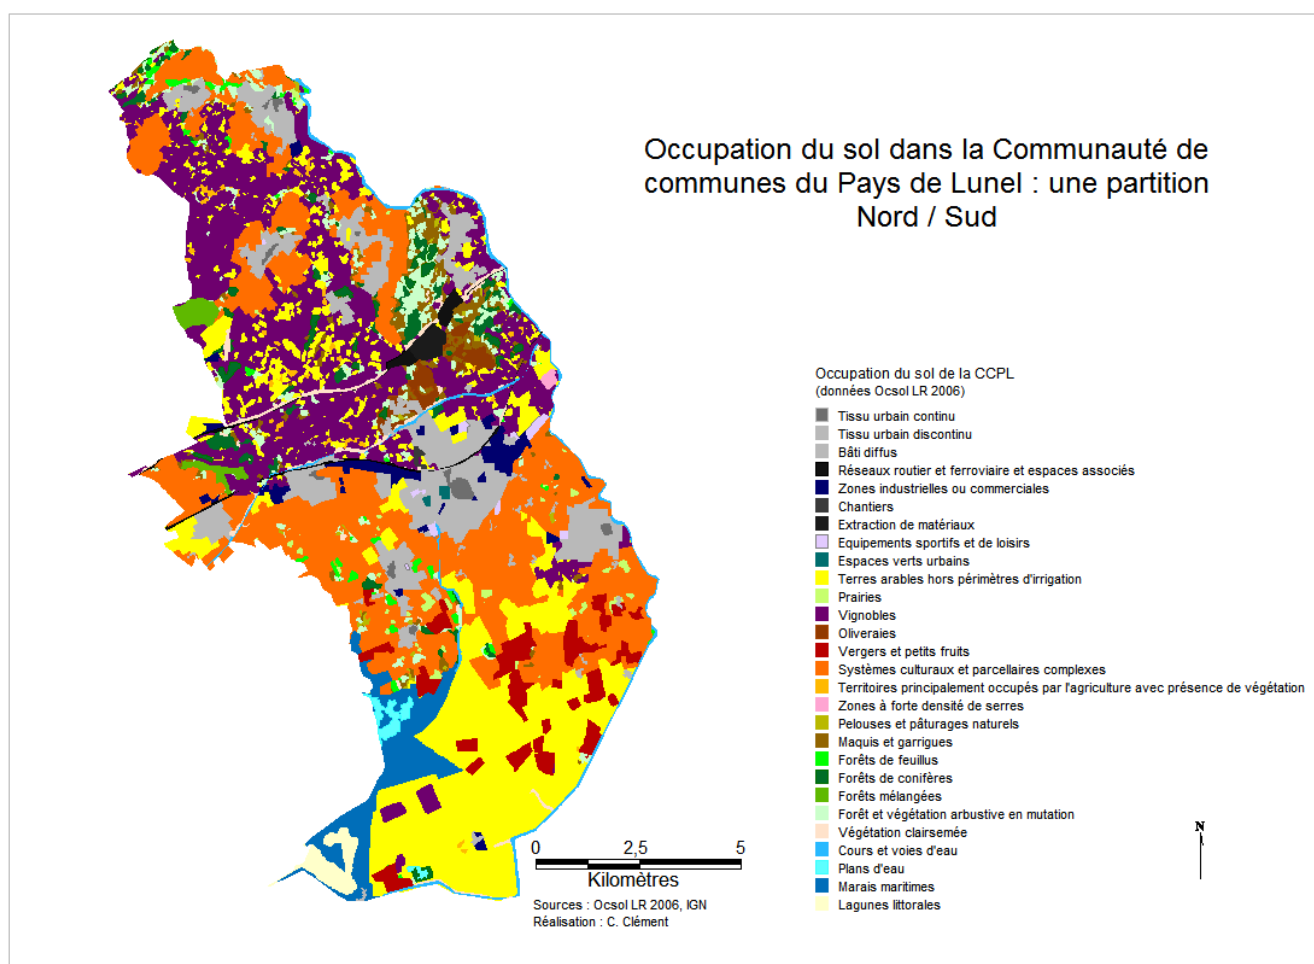 Occupation du sol dans la Communauté de
communes du Pays de Lunel : une partition
Nord / Sud
Occupation du sol de la CCPL
(données Ocsol LR 2006)
Tissu urbain continu
Tissu urbain discontinu
Bâti diffus
Réseaux routier et ferroviaire et espaces associés
Zones industrielles ou commerciales
Chantiers
Extraction de matériaux
Equipements sportifs et de loisirs
Espaces verts urbains
Terres arables hors périmètres d'irrigation
Prairies
Vignobles
Oliveraies
Vergers et petits fruits
Systèmes culturaux et parcellaires complexes
Territoires principalement occupés par l'agriculture avec présence de végétation
Zones à forte densité de serres
Pelouses et pâturages naturels
Maquis et garrigues
Forêts de feuillus
Forêts de conifères
Forêts mélangées
Forêt et végétation arbustive en mutation
Végétation clairsemée
Cours et voies d'eau
Plans d'eau
Marais maritimes
Lagunes littorales
N
0 2,5 5
Kilomètres
Sources : Ocsol LR 2006, IGN
Réalisation : C. Clément